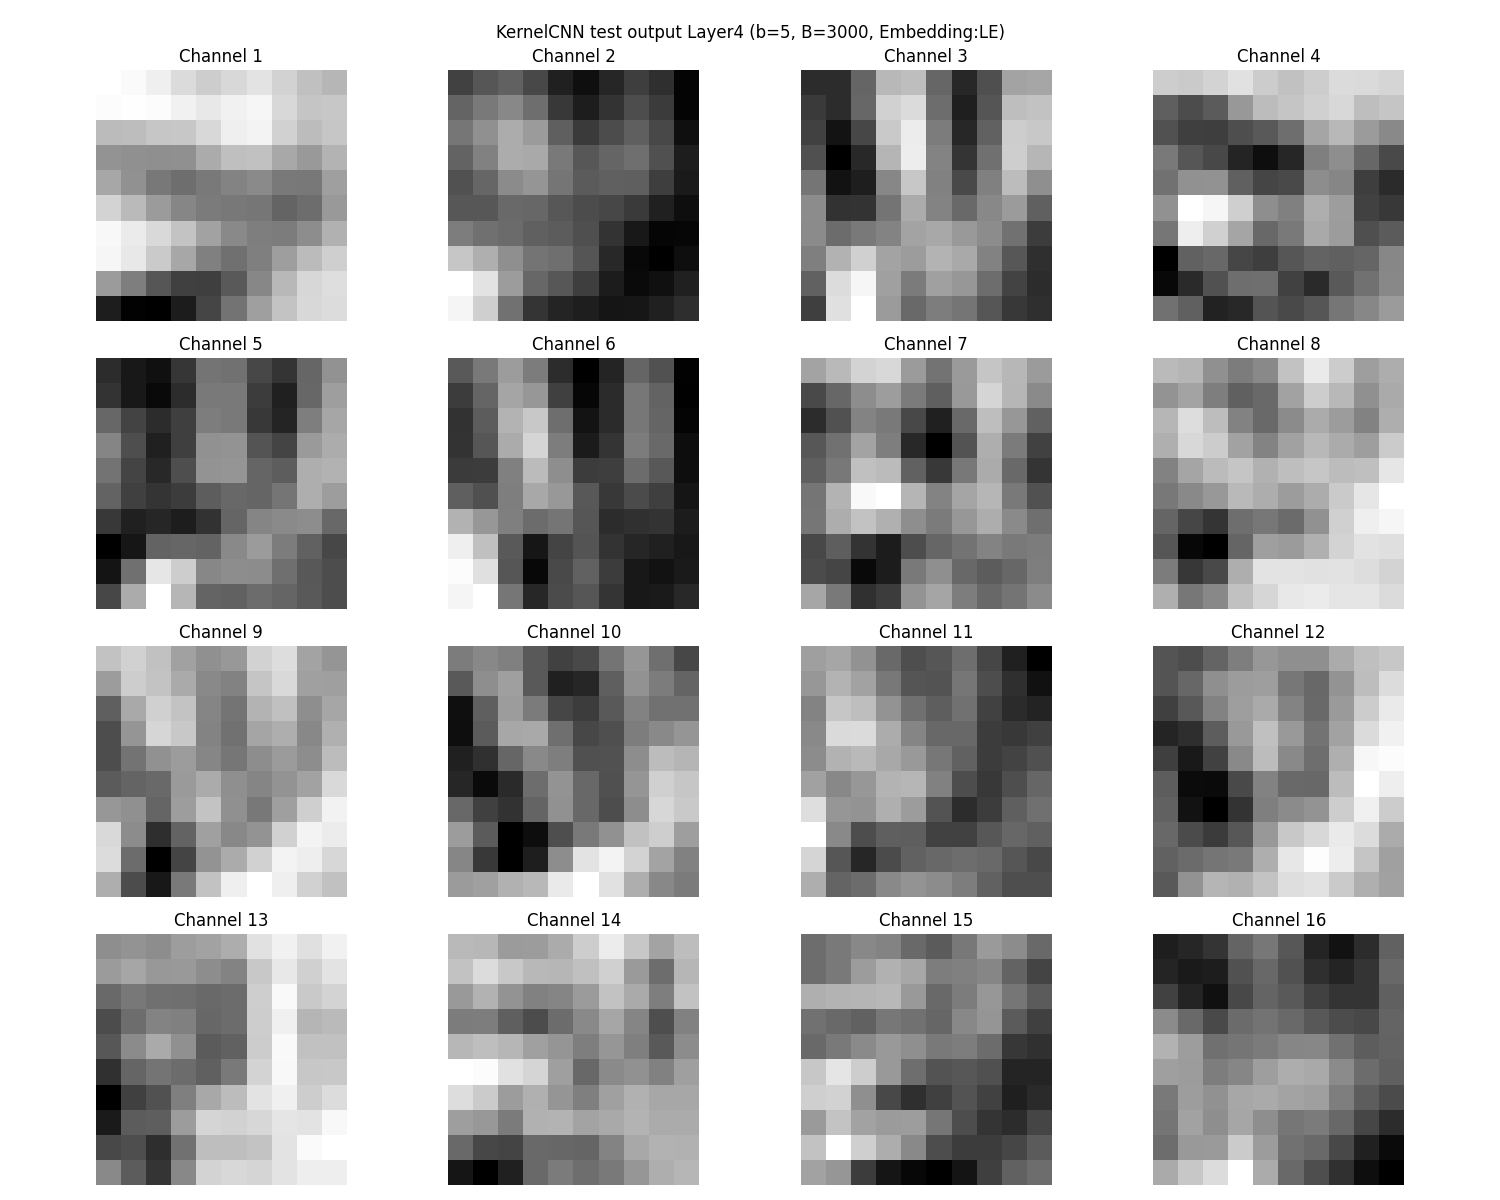 KernelCNN test output Layer4 (b=5, B=3000, Embedding:LE)
Channel 1
Channel 2
Channel 3
Channel 4
Channel 5
Channel 6
Channel 7
Channel 8
Channel 9
Channel 10
Channel 11
Channel 12
Channel 13
Channel 14
Channel 15
Channel 16